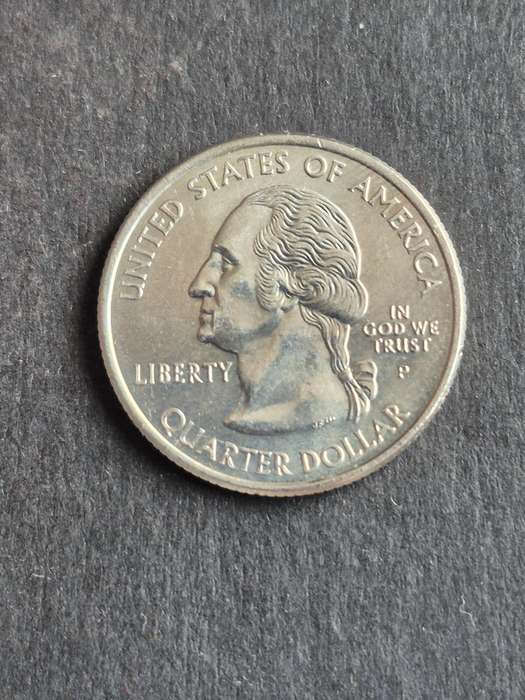 UNITED STATES OF AMERICA
IN
GOD WE
TRUST
LIBERTY
P
QUARTER DOLLAR